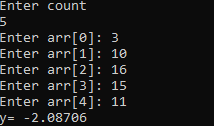 Enter count
5
Enter arr[0]: 3
Enter arr[1]: 10
Enter arr[2]: 16
Enter arr[3]: 15
Enter arr[4]: 11
y= -2.08706